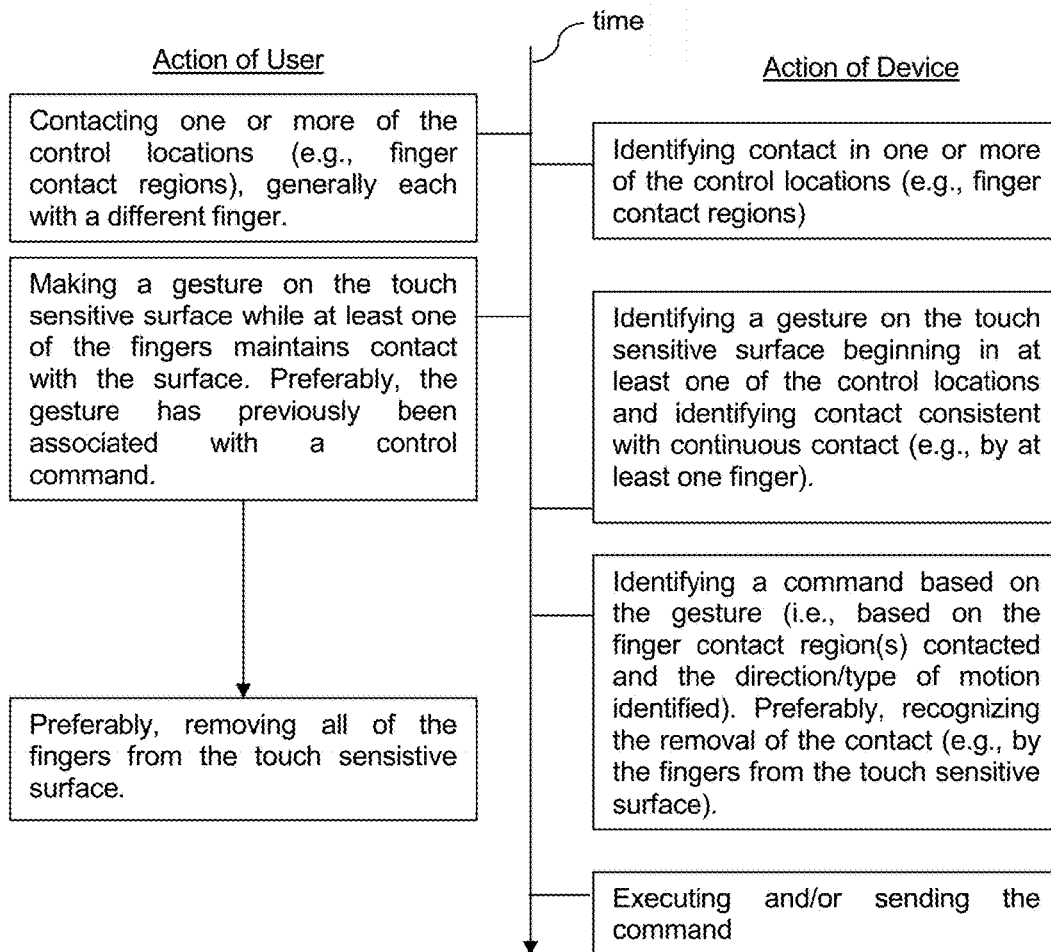 time
Action of User
Contacting one or more of the
control locations (e.g., finger
contact regions), generally each
with a different finger.
Making a gesture on the touch
sensitive surface while at least one
of the fingers maintains contact
with the surface. Preferably, the
gesture has previously been
associated with a control
command.
Preferably, removing all of the
fingers from the touch sensistive
surface.
Action of Device
Identifying contact in one or more
of the control locations (e.g., finger
contact regions)
Identifying a gesture on the touch
sensitive surface beginning in at
least one of the control locations
and identifying contact consistent
with continuous contact (e.g., by at
least one finger).
Identifying a command based on
the gesture (i.e., based on the
finger contact region(s) contacted
and the direction/type of motion
identified). Preferably, recognizing
the removal of the contact (e.g., by
the fingers from the touch sensitive
surface).
Executing and/or sending the
command